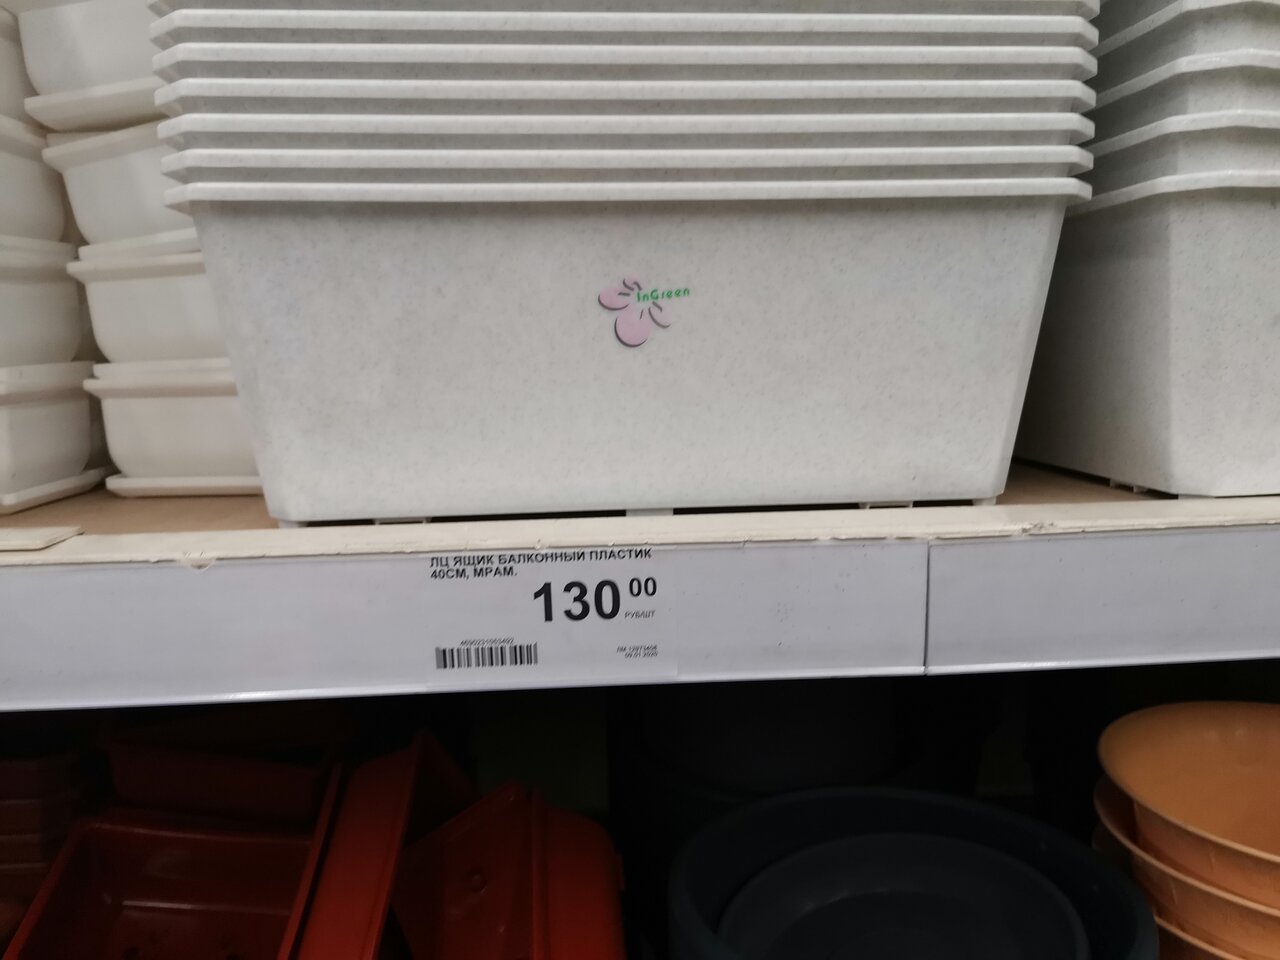 InGreen
ЛЦ ЯЩИК БАЛКОННЫЙ ПЛАСТИК
40СМ, МРАМ.
130 00
РУБ/ШТ